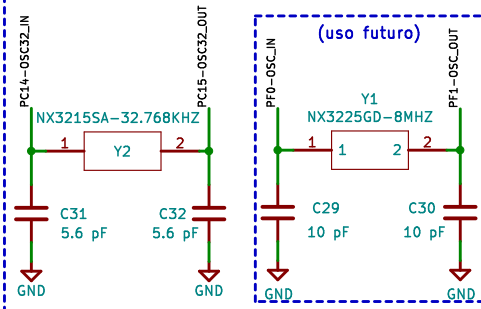 PC14-OSC32_IN
PC15-OSC32_OUT
NX3215SA-32.768KHZ
1
Y2
2
C31
5.6 pF
C32
5.6 pF
GND
GND
(uso futuro)
PF0-OSC_IN
PF1-OSC_OUT
Y1
NX3225GD-8MHZ
1
1
2
2
C29
10 pF
C30
10 pF
GND
GND